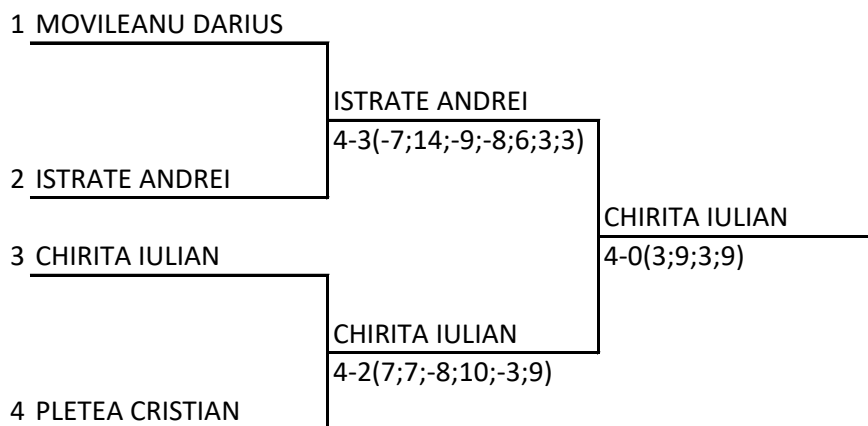 1 MOVILEANU DARIUS
ISTRATE ANDREI
4-3(-7;14;-9;-8;6;3;3)
2 ISTRATE ANDREI
CHIRITA IULIAN
4-0(3;9;3;9)
3 CHIRITA IULIAN
CHIRITA IULIAN
4-2(7;7;-8;10;-3;9)
4 PLETEA CRISTIAN